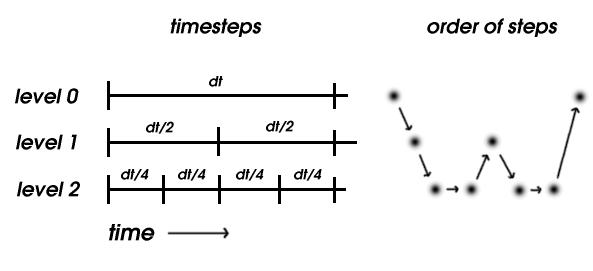 timesteps
order of steps
level 0
dt
level 1
dt/2 dt/2
level 2
dt/4 dt/4 dt/4 dt/4
time